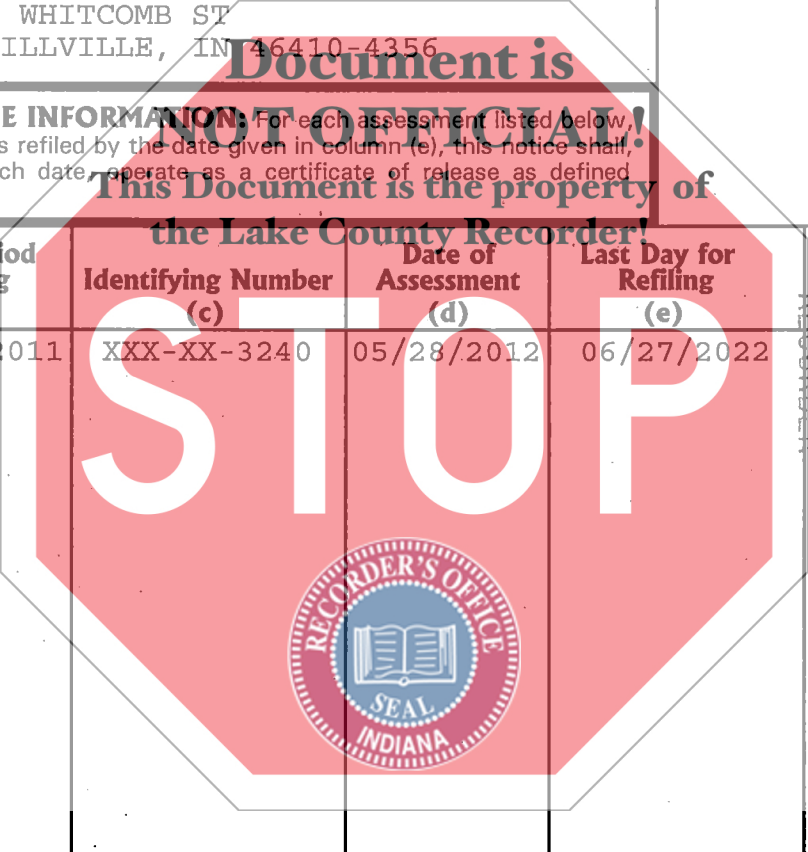 WHITCOMB ST
ILLVILLE, IN 46410-4356
Document is
NOT OFFICIAL!
This Document is the property of
the Lake County Recorder!
E INFORMATION: For each assessment listed below,
s refiled by the date given in column (e), this notice shall,
ch date, operate as a certificate of release as defined
iod
g
Identifying Number
(c)
Date of
Assessment
(d)
Last Day for
Refiling
(e)
2011 XXX-XX-3240 05/28/2012 06/27/2022
STOP
RECORDER'S OFFICE
SEAL
INDIANA